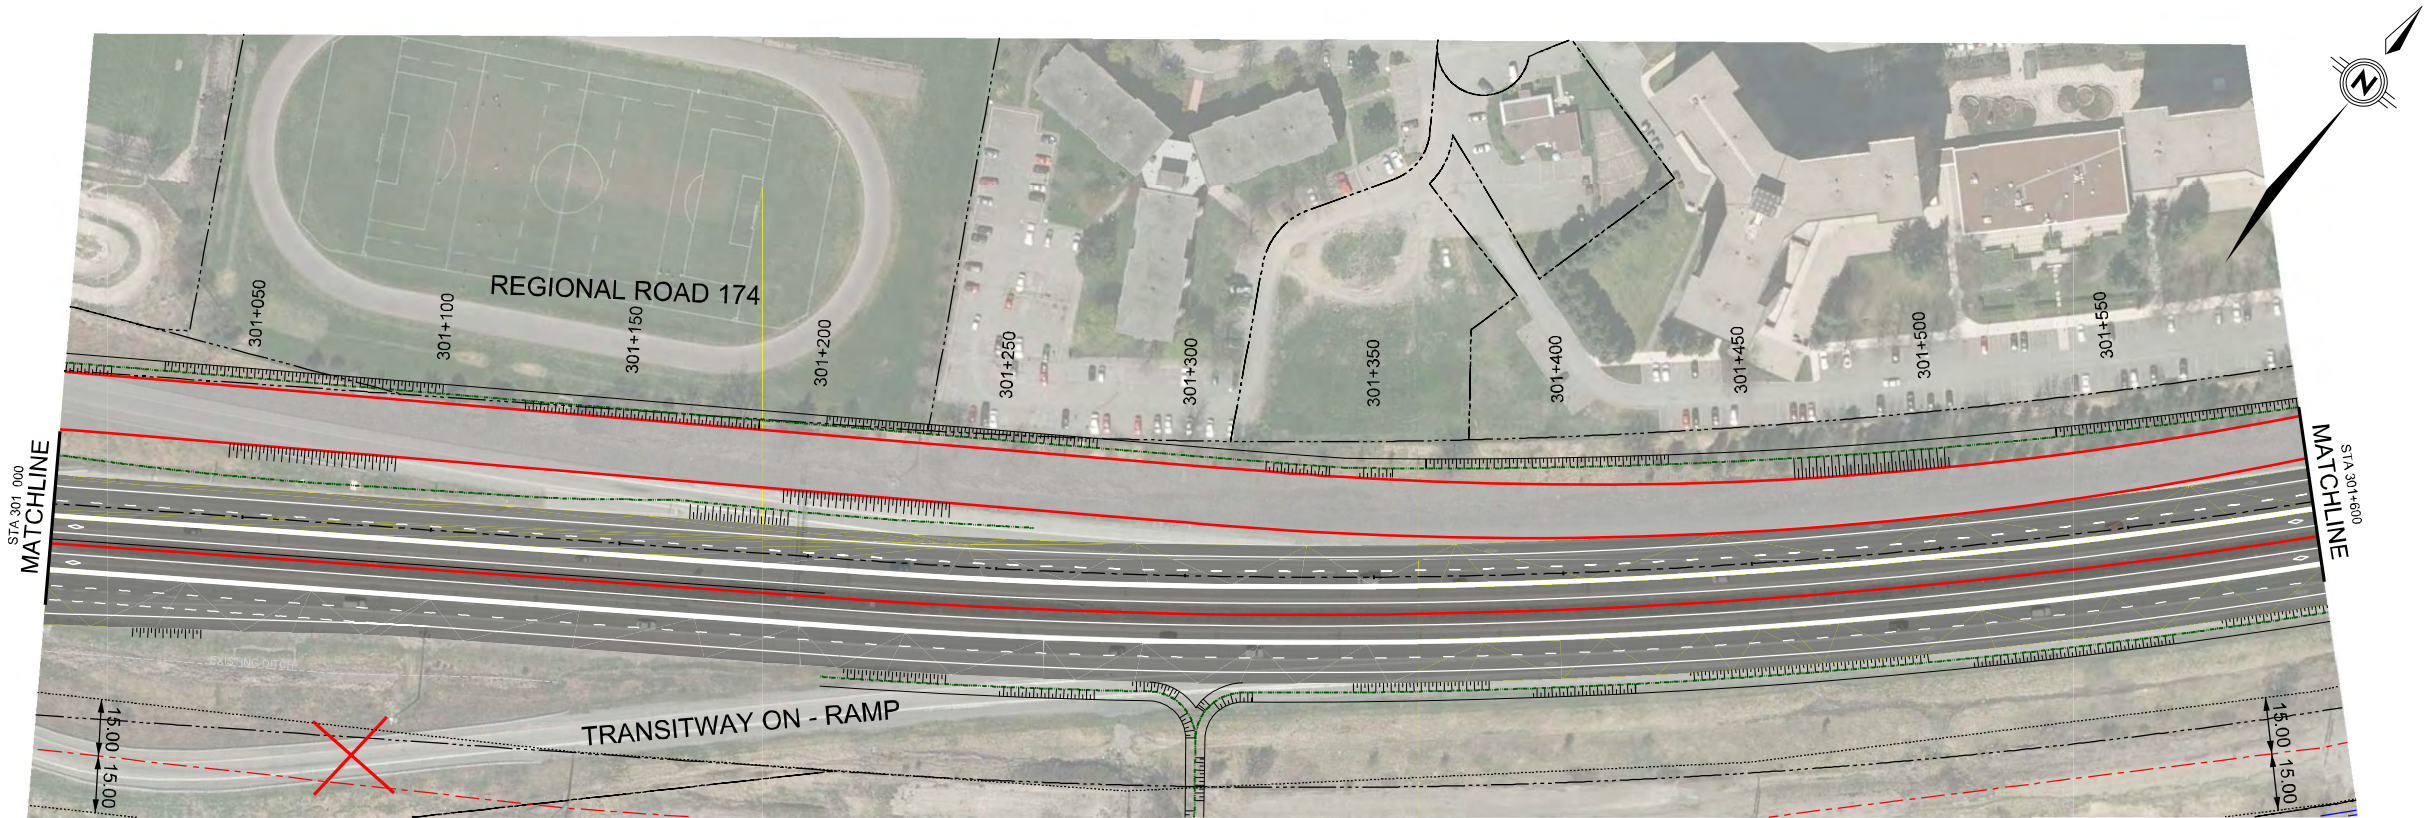 N
REGIONAL ROAD 174
301+050
301+100
301+150
301+200
301+250
301+300
301+350
301+400
301+450
301+500
301+550
STA 301 000
MATCHLINE
MATCHLINE
STA 301+600
EXISTING DITCH
TRANSITWAY ON - RAMP
15.00
15.00
15.00
15.00